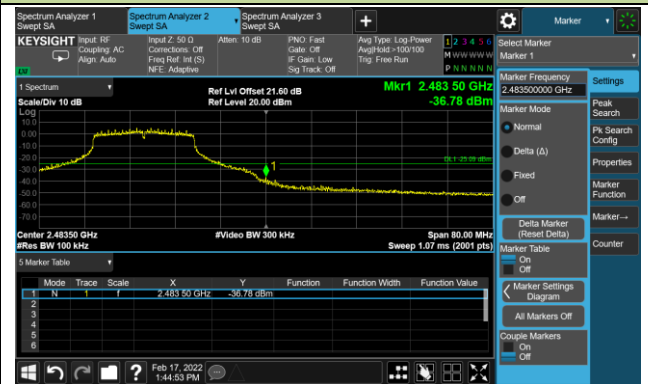 Spectrum Analyzer 1
Swept SA
Spectrum Analyzer 2
Swept SA
Spectrum Analyzer 3
Swept SA
Marker
KEYSIGHT
Input: RF
Coupling: AC
Align: Auto
Input Z: 50 Ω
Corrections: Off
Freq Ref: Int (S)
NFE: Adaptive
Atten: 10 dB
PNO: Fast
Gate: Off
IF Gain: Low
Sig Track: Off
Avg Type: Log-Power
Avg|Hold:>100/100
Trig: Free Run
1 2 3 4 5 6
M W W W W W
P N N N N N
Select Marker
Marker 1
1 Spectrum
Scale/Div 10 dB
Log
Ref Lvl Offset 21.60 dB
Ref Level 20.00 dBm
Mkr1 2.483 50 GHz
-36.78 dBm
10.0
0.00
-10.0
-20.0
-30.0
-40.0
-50.0
-60.0
-70.0
1
Center 2.48350 GHz
#Res BW 100 kHz
#Video BW 300 kHz
Span 80.00 MHz
Sweep 1.07 ms (2001 pts)
5 Marker Table
Mode Trace Scale X Y Function Function Width Function Value
1 N 1 f 2.483 50 GHz -36.78 dBm
2
3
4
5
6
Feb 17, 2022
1:44:53 PM
Marker Frequency
2.483500000 GHz
Marker Mode
Normal
Delta (Δ)
Fixed
Off
Delta Marker
(Reset Delta)
Marker Table
On
Off
Marker Settings
Diagram
All Markers Off
Couple Markers
On
Off
Settings
Peak
Search
Pk Search
Config
Properties
Marker
Function
Marker→
Counter